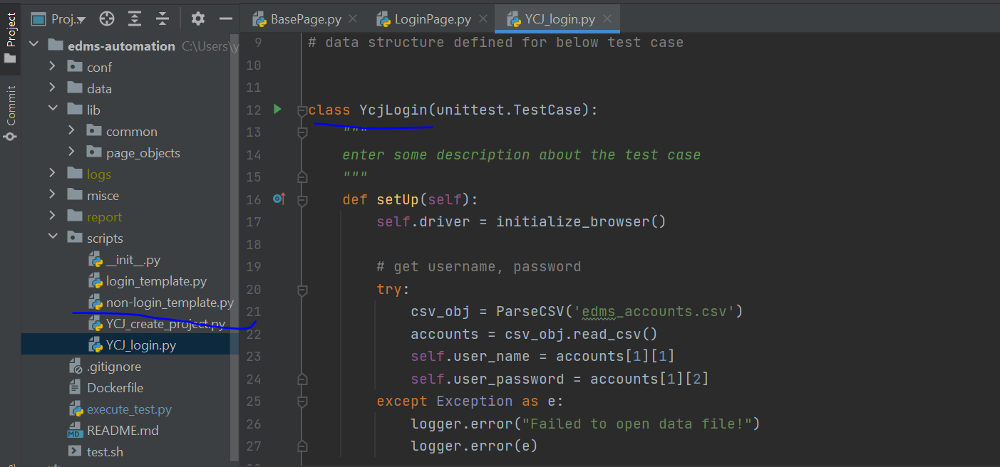 Project
Commit
Proj..
edms-automation C:\Users\y
conf
data
lib
common
page_objects
logs
misce
report
scripts
__init__.py
login_template.py
non-login_template.py
YCJ_create_project.py
YCJ_login.py
.gitignore
Dockerfile
execute_test.py
MD README.md
test.sh
BasePage.py LoginPage.py YCJ_login.py
9 # data structure defined for below test case
10
11
12 class YcjLogin(unittest.TestCase):
13 """
14 enter some description about the test case
15 """
16 def setUp(self):
17 self.driver = initialize_browser()
18
19 # get username, password
20 try:
21 csv_obj = ParseCSV('edms_accounts.csv')
22 accounts = csv_obj.read_csv()
23 self.user_name = accounts[1][1]
24 self.user_password = accounts[1][2]
25 except Exception as e:
26 logger.error("Failed to open data file!")
27 logger.error(e)